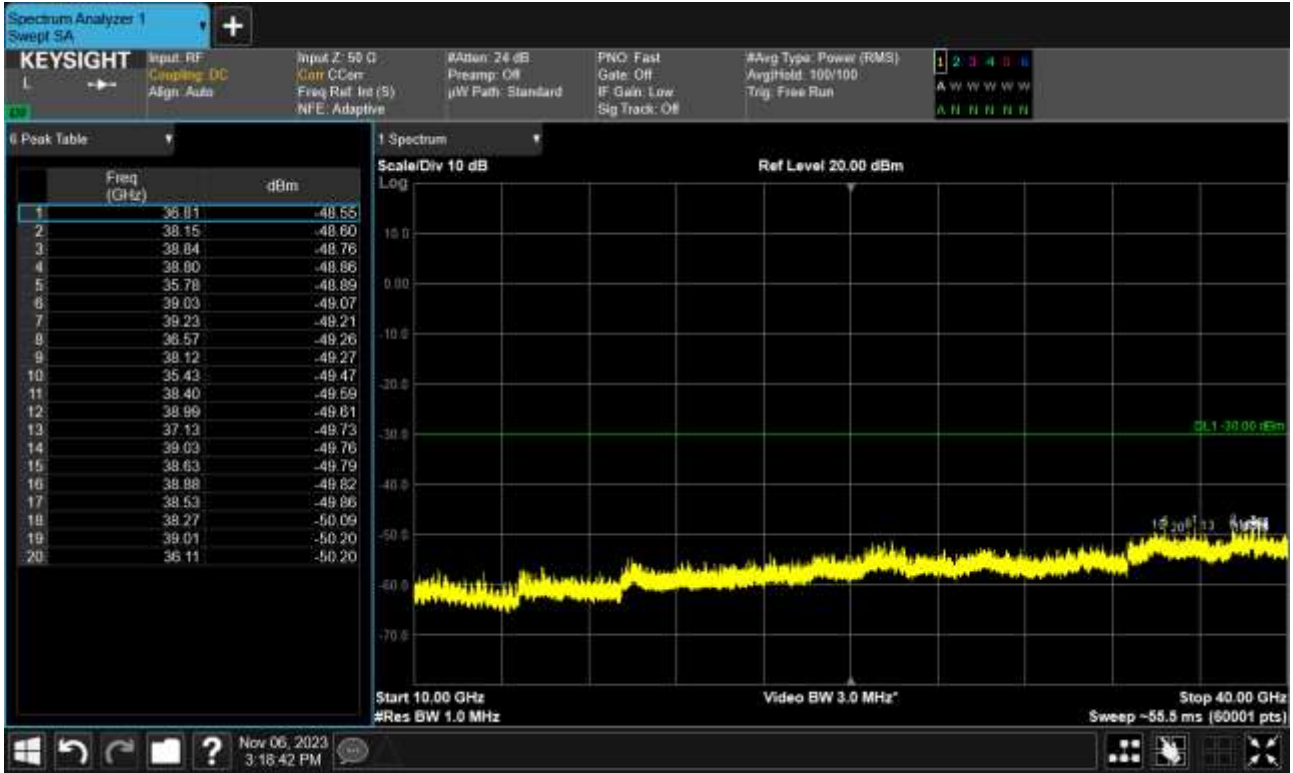 Spectrum Analyzer 1
Swept SA
+
KEYSIGHT
L
Input: RF
Coupling: DC
Align: Auto
Input Z: 50 Ω
Corr CCorr
Freq Ref: Int (S)
NFE: Adaptive
#Atten: 24 dB
Preamp: Off
µW Path: Standard
PNO: Fast
Gate: Off
IF Gain: Low
Sig Track: Off
#Avg Type: Power (RMS)
Avg|Hold: 100/100
Trig: Free Run
1 2 3 4 5 6
A W W W W W
A N N N N N
6 Peak Table
Freq (GHz) dBm
1 36.81 -48.55
2 38.15 -48.60
3 38.84 -48.76
4 38.80 -48.86
5 35.78 -48.89
6 39.03 -49.07
7 39.23 -49.21
8 36.57 -49.26
9 38.12 -49.27
10 35.43 -49.47
11 38.40 -49.59
12 38.99 -49.61
13 37.13 -49.73
14 39.03 -49.76
15 38.63 -49.79
16 38.88 -49.82
17 38.53 -49.86
18 38.27 -50.09
19 39.01 -50.20
20 36.11 -50.20
1 Spectrum
Scale/Div 10 dB
Ref Level 20.00 dBm
Log
10.0
0.00
-10.0
-20.0
-30.0
DL1 -30.00 dBm
-40.0
-50.0
20
13
-60.0
-70.0
Start 10.00 GHz
Video BW 3.0 MHz*
Stop 40.00 GHz
#Res BW 1.0 MHz
Sweep ~55.5 ms (60001 pts)
?
Nov 06, 2023
3:18:42 PM